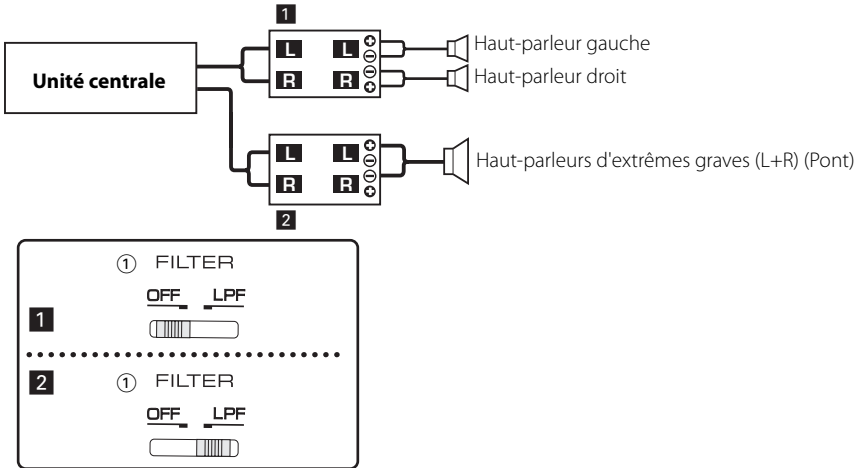 1
L L ⊕
⊖
Haut-parleur gauche
Unité centrale
R R ⊖
⊕
Haut-parleur droit
L L ⊕
⊖
R R ⊖
⊕
Haut-parleurs d'extrêmes graves (L+R) (Pont)
2
① FILTER
OFF LPF
1
2 ① FILTER
OFF LPF